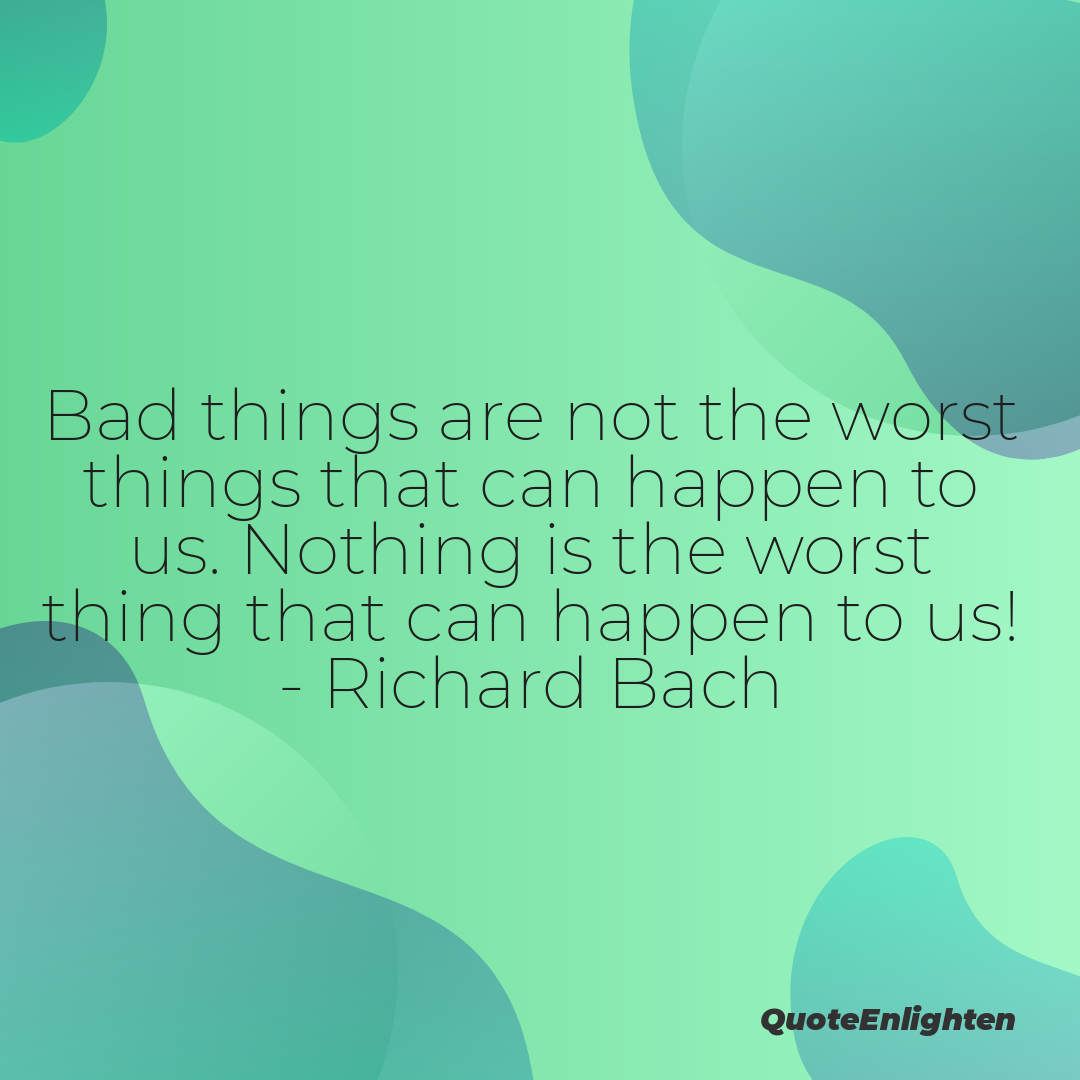 Bad things are not the worst
things that can happen to
us. Nothing is the worst
thing that can happen to us!
- Richard Bach
QuoteEnlighten